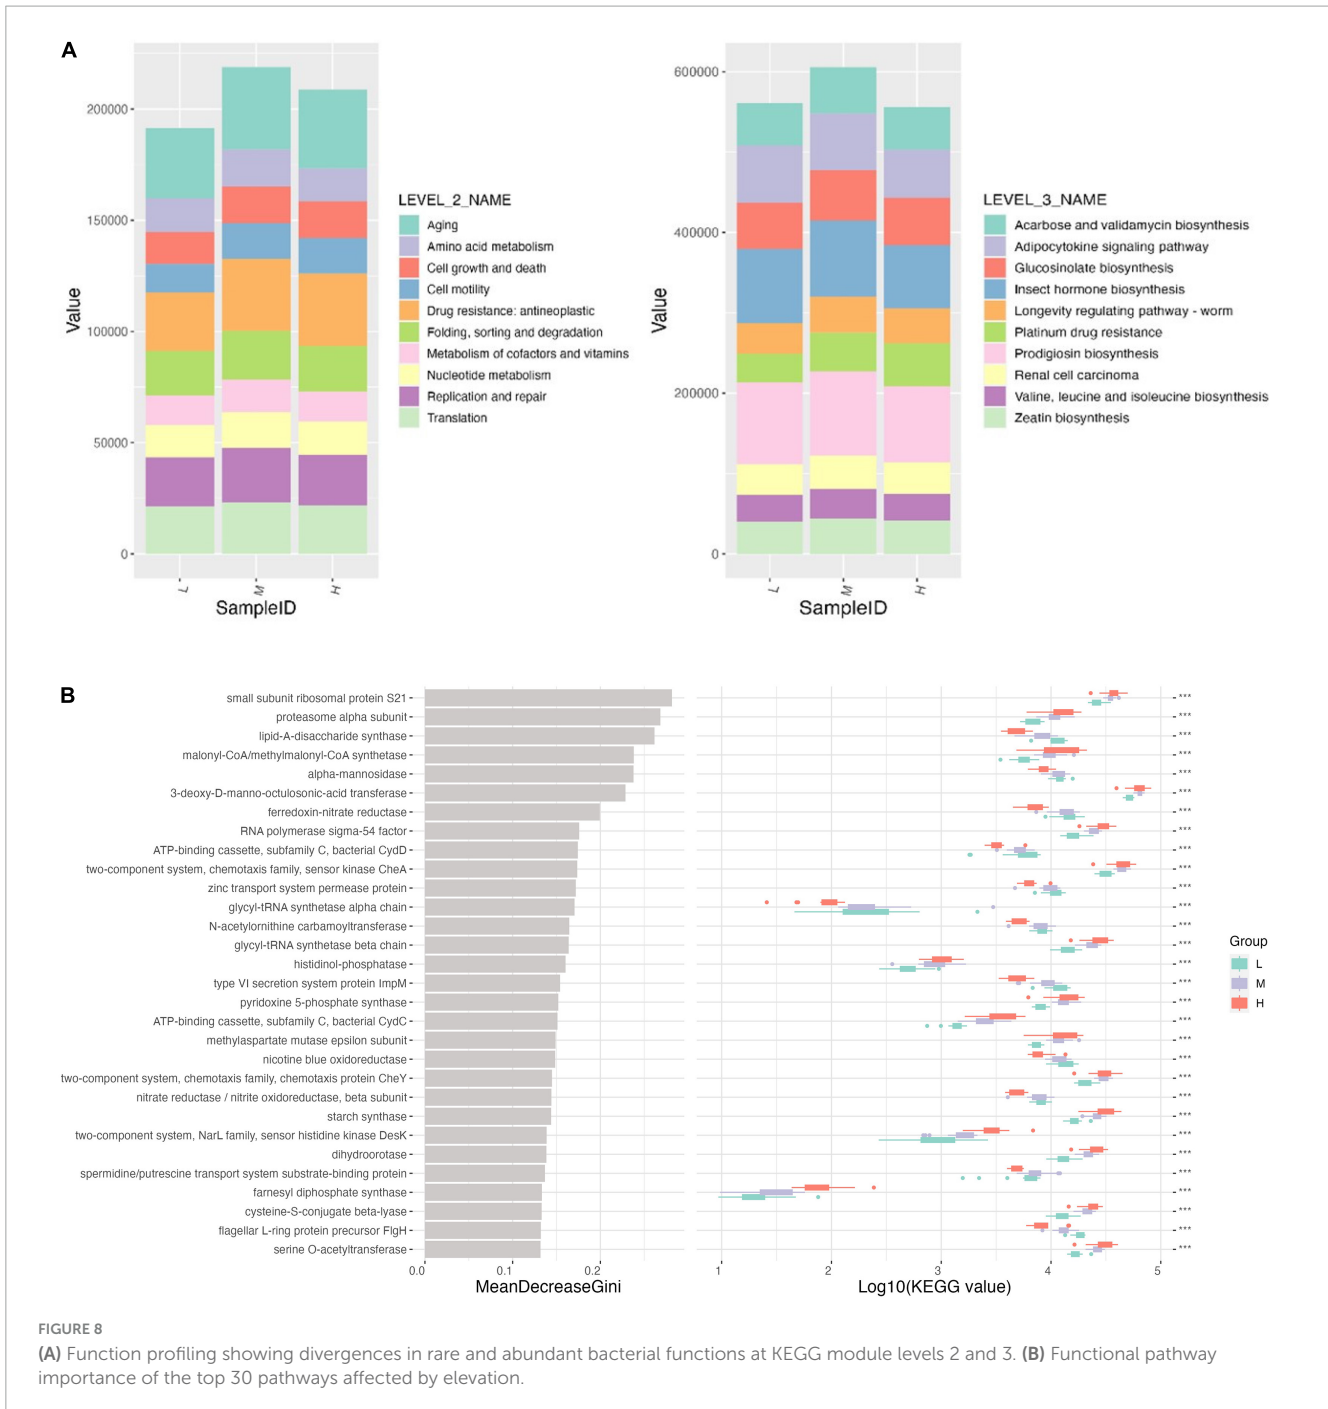 A
200000
150000
100000
50000
0
Value
L
M
H
SampleID
LEVEL_2_NAME
Aging
Amino acid metabolism
Cell growth and death
Cell motility
Drug resistance: antineoplastic
Folding, sorting and degradation
Metabolism of cofactors and vitamins
Nucleotide metabolism
Replication and repair
Translation
600000
400000
200000
0
Value
L
M
H
SampleID
LEVEL_3_NAME
Acarbose and validamycin biosynthesis
Adipocytokine signaling pathway
Glucosinolate biosynthesis
Insect hormone biosynthesis
Longevity regulating pathway - worm
Platinum drug resistance
Prodigiosin biosynthesis
Renal cell carcinoma
Valine, leucine and isoleucine biosynthesis
Zeatin biosynthesis
B
small subunit ribosomal protein S21 ***
proteasome alpha subunit ***
lipid-A-disaccharide synthase ***
malonyl-CoA/methylmalonyl-CoA synthetase ***
alpha-mannosidase ***
3-deoxy-D-manno-octulosonic-acid transferase ***
ferredoxin-nitrate reductase ***
RNA polymerase sigma-54 factor ***
ATP-binding cassette, subfamily C, bacterial CydD ***
two-component system, chemotaxis family, sensor kinase CheA ***
zinc transport system permease protein ***
glycyl-tRNA synthetase alpha chain ***
N-acetylornithine carbamoyltransferase ***
glycyl-tRNA synthetase beta chain ***
histidinol-phosphatase ***
type VI secretion system protein ImpM ***
pyridoxine 5-phosphate synthase ***
ATP-binding cassette, subfamily C, bacterial CydC ***
methylaspartate mutase epsilon subunit ***
nicotine blue oxidoreductase ***
two-component system, chemotaxis family, chemotaxis protein CheY ***
nitrate reductase / nitrite oxidoreductase, beta subunit ***
starch synthase ***
two-component system, NarL family, sensor histidine kinase DesK ***
dihydroorotase ***
spermidine/putrescine transport system substrate-binding protein ***
farnesyl diphosphate synthase ***
cysteine-S-conjugate beta-lyase ***
flagellar L-ring protein precursor FlgH ***
serine O-acetyltransferase ***
0.0 0.1 0.2
MeanDecreaseGini
1 2 3 4 5
Log10(KEGG value)
Group
L
M
H
FIGURE 8
(A) Function profiling showing divergences in rare and abundant bacterial functions at KEGG module levels 2 and 3. (B) Functional pathway
importance of the top 30 pathways affected by elevation.